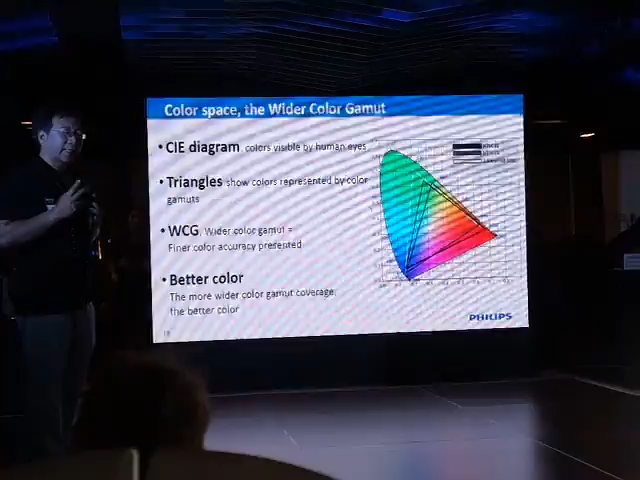 Color space, the Wider Color Gamut
• CIE diagram colors visible by human eyes
• Triangles show colors represented by color
gamuts
• WCG Wider color gamut =
Finer color accuracy presented
• Better color
The more wider color gamut coverage,
the better color
PHILIPS